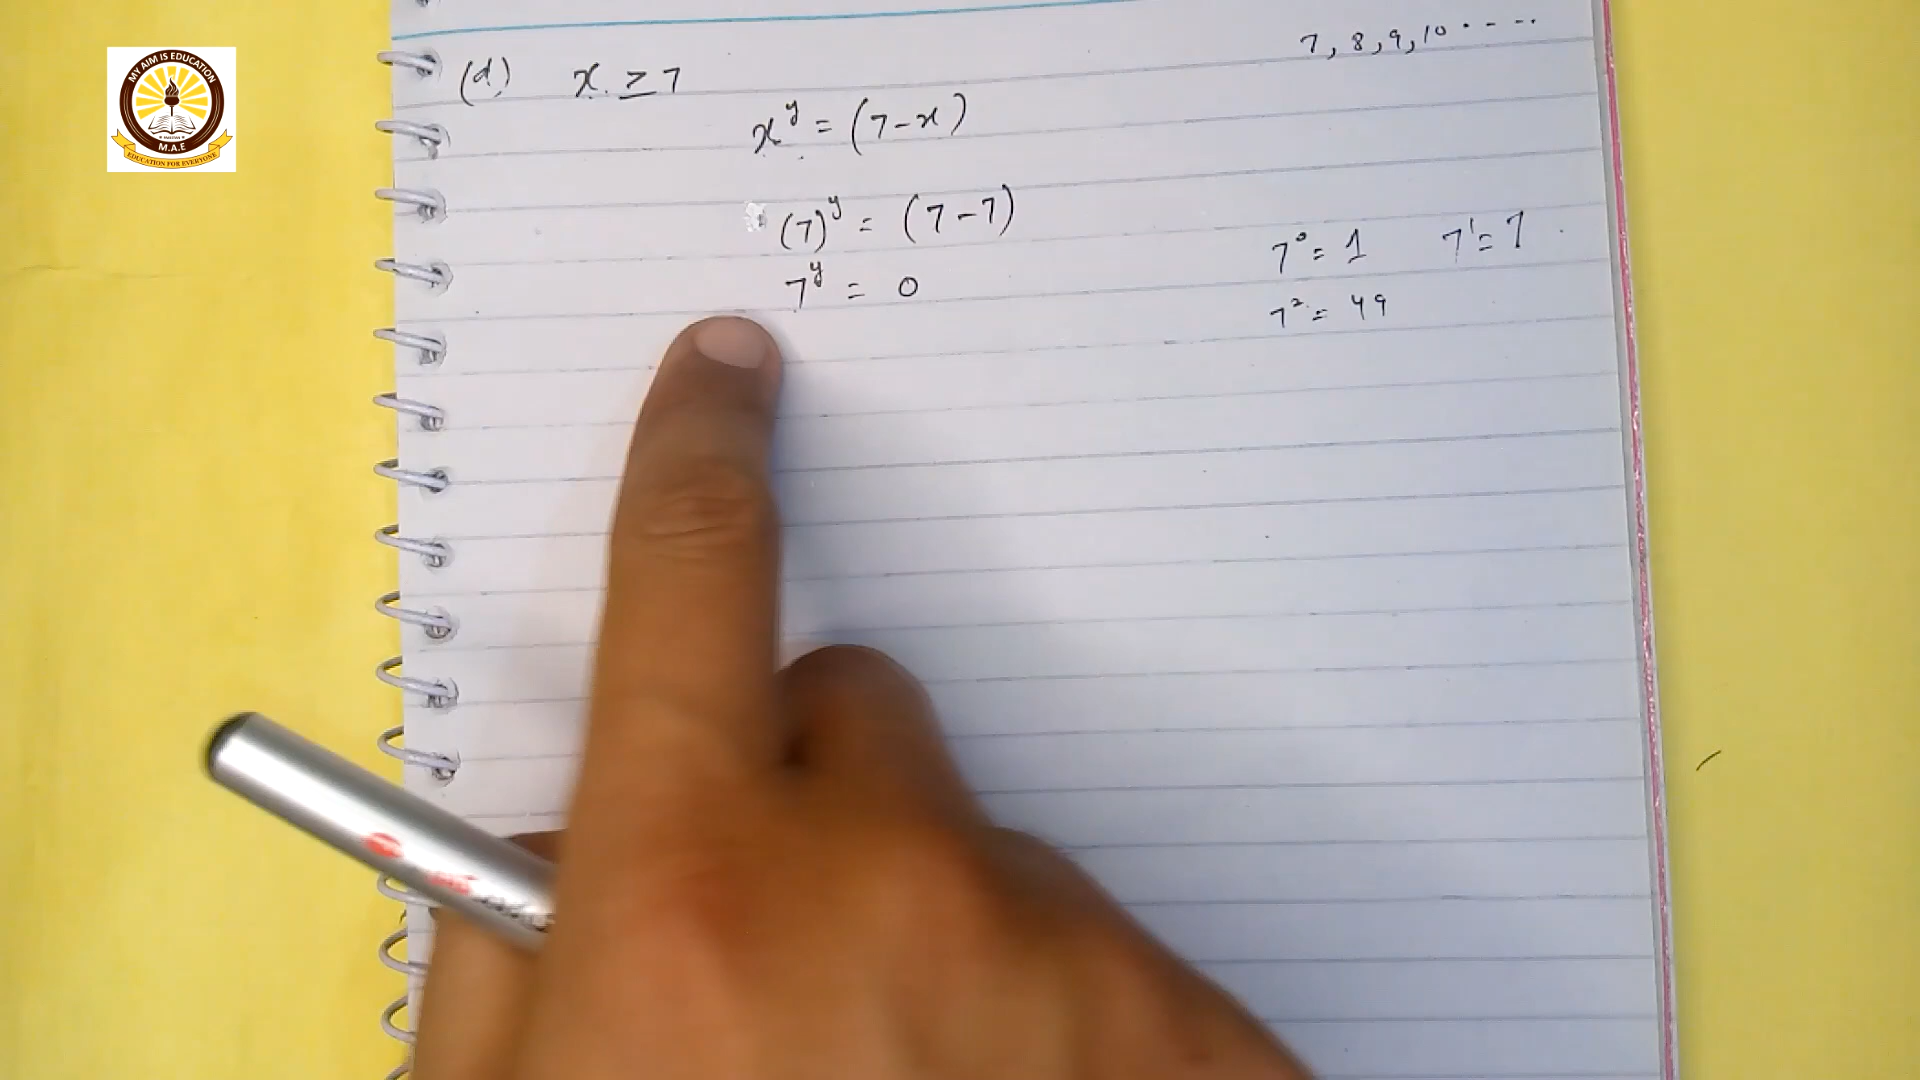 MY AIM IS EDUCATION
M.A.E
EDUCATION FOR EVERYONE
7, 8, 9, 10 ....
(d) x ≥ 7
x^y = (7-x)
(7)^y = (7-7)
7^0 = 1 7^1 = 7
7^y = 0
7^2 = 49